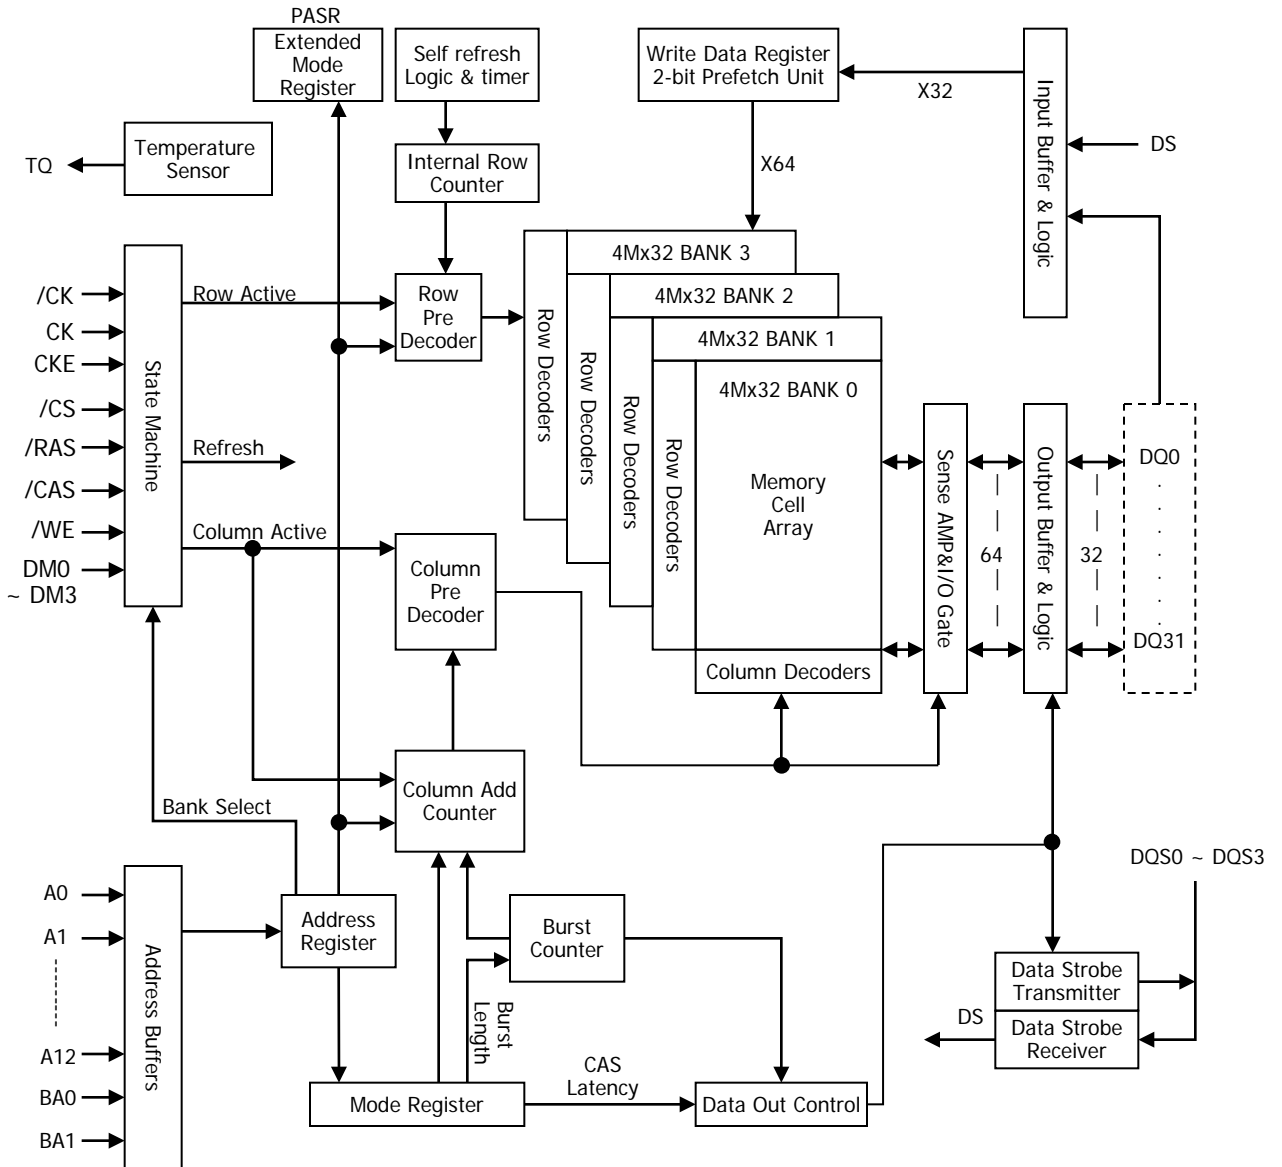 PASR
Extended
Mode
Register
Self refresh
Logic & timer
Write Data Register
2-bit Prefetch Unit
X32
Input Buffer & Logic
DS
TQ
Temperature
Sensor
Internal Row
Counter
X64
/CK
CK
CKE
/CS
/RAS
/CAS
/WE
DM0
~ DM3
State Machine
Row Active
Refresh
Column Active
Row
Pre
Decoder
Row Decoders
4Mx32 BANK 3
Row Decoders
4Mx32 BANK 2
Row Decoders
4Mx32 BANK 1
Row Decoders
4Mx32 BANK 0
Memory
Cell
Array
Column Decoders
Sense AMP&I/O Gate
64
Output Buffer & Logic
32
DQ0
DQ31
Column
Pre
Decoder
Column Add
Counter
Bank Select
A0
A1
A12
BA0
BA1
Address Buffers
Address
Register
Burst
Counter
Burst
Length
Mode Register
CAS
Latency
Data Out Control
DQS0 ~ DQS3
Data Strobe
Transmitter
DS
Data Strobe
Receiver